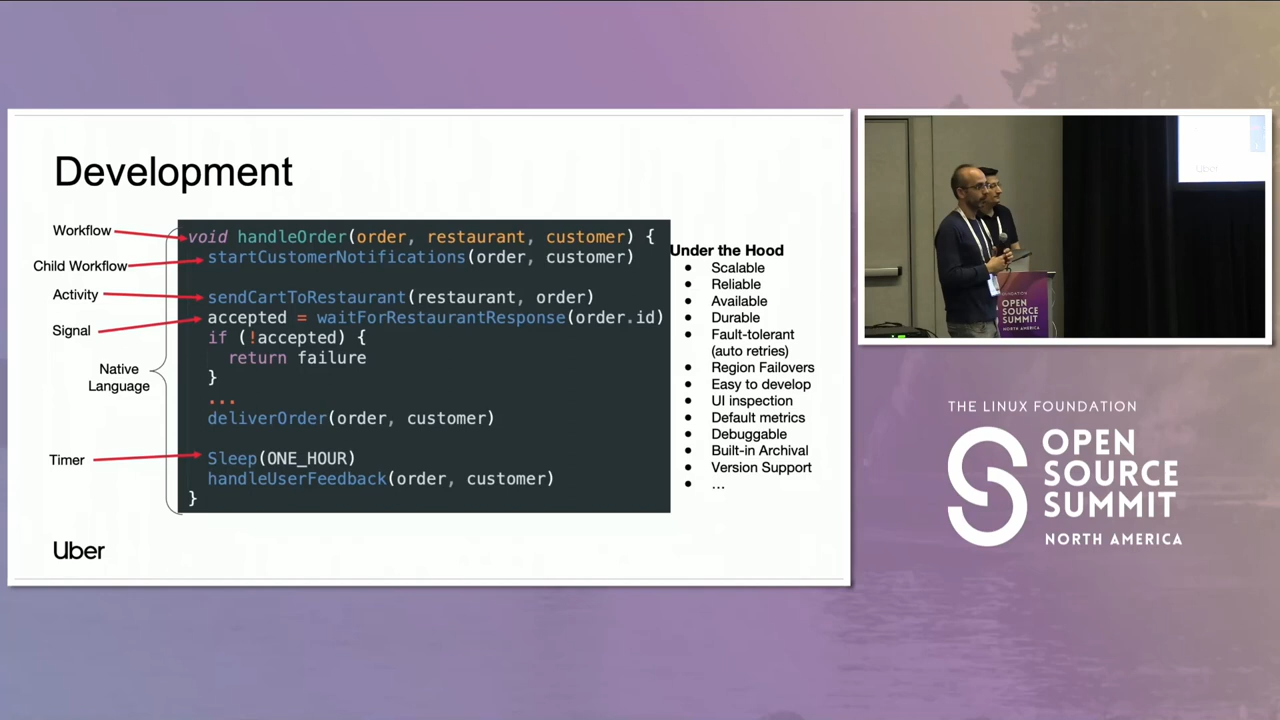 Development
Workflow
Child Workflow
Activity
Signal
Native
Language
Timer
void handleOrder(order, restaurant, customer) {
startCustomerNotifications(order, customer)
sendCartToRestaurant(restaurant, order)
accepted = waitForRestaurantResponse(order.id)
if (!accepted) {
return failure
}
...
deliverOrder(order, customer)
Sleep(ONE_HOUR)
handleUserFeedback(order, customer)
}
Under the Hood
• Scalable
• Reliable
• Available
• Durable
• Fault-tolerant
(auto retries)
• Region Failovers
• Easy to develop
• UI inspection
• Default metrics
• Debuggable
• Built-in Archival
• Version Support
• ...
Uber
Uber
OPEN
SOURCE
SUMMIT
NORTH AMERICA
THE LINUX FOUNDATION
OPEN
SOURCE
SUMMIT
NORTH AMERICA